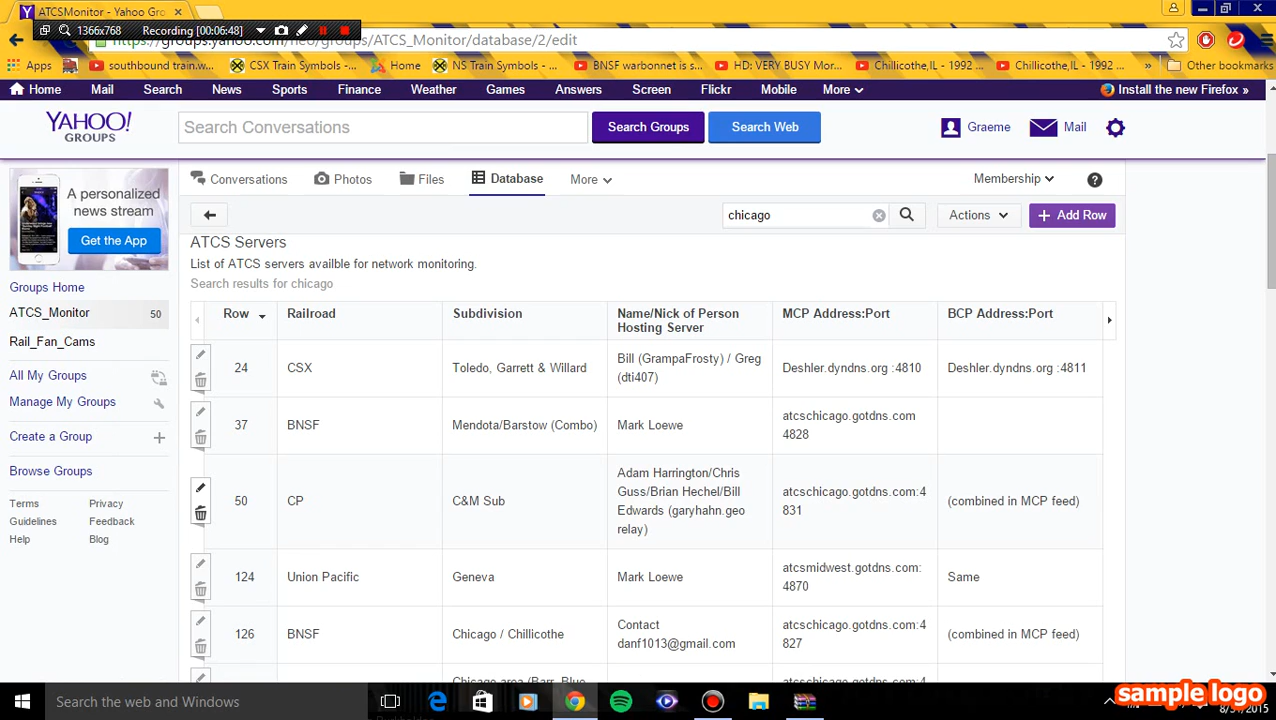 ATCSMonitor - Yahoo Gro
1366x768 Recording [00:06:48]
https://groups.yahoo.com/neo/groups/ATCS_Monitor/database/2/edit
Apps southbound train.w... CSX Train Symbols -... Home NS Train Symbols - ... BNSF warbonnet is s... HD: VERY BUSY Mor... Chillicothe,IL - 1992 ... Chillicothe,IL - 1992 ... » Other bookmarks
Home Mail Search News Sports Finance Weather Games Answers Screen Flickr Mobile More Install the new Firefox »
YAHOO!
GROUPS
Search Conversations Search Groups Search Web Graeme Mail
A personalized
news stream
Get the App
Conversations Photos Files Database More Membership
chicago Actions + Add Row
ATCS Servers
List of ATCS servers availble for network monitoring.
Search results for chicago
Groups Home
ATCS_Monitor 50
Rail_Fan_Cams
All My Groups
Manage My Groups
Create a Group +
Browse Groups
Terms Privacy
Guidelines Feedback
Help Blog
Row Railroad Subdivision Name/Nick of Person MCP Address:Port BCP Address:Port
Hosting Server
24 CSX Toledo, Garrett & Willard Bill (GrampaFrosty) / Greg Deshler.dyndns.org :4810 Deshler.dyndns.org :4811
(dti407)
37 BNSF Mendota/Barstow (Combo) Mark Loewe atcschicago.gotdns.com
4828
50 CP C&M Sub Adam Harrington/Chris
Guss/Brian Hechel/Bill
Edwards (garyhahn.geo
relay)
atcschicago.gotdns.com:4
831
(combined in MCP feed)
124 Union Pacific Geneva Mark Loewe atcsmidwest.gotdns.com:
4870
Same
126 BNSF Chicago / Chillicothe Contact
danf1013@gmail.com
atcschicago.gotdns.com:4
827
(combined in MCP feed)
Search the web and Windows
sample logo